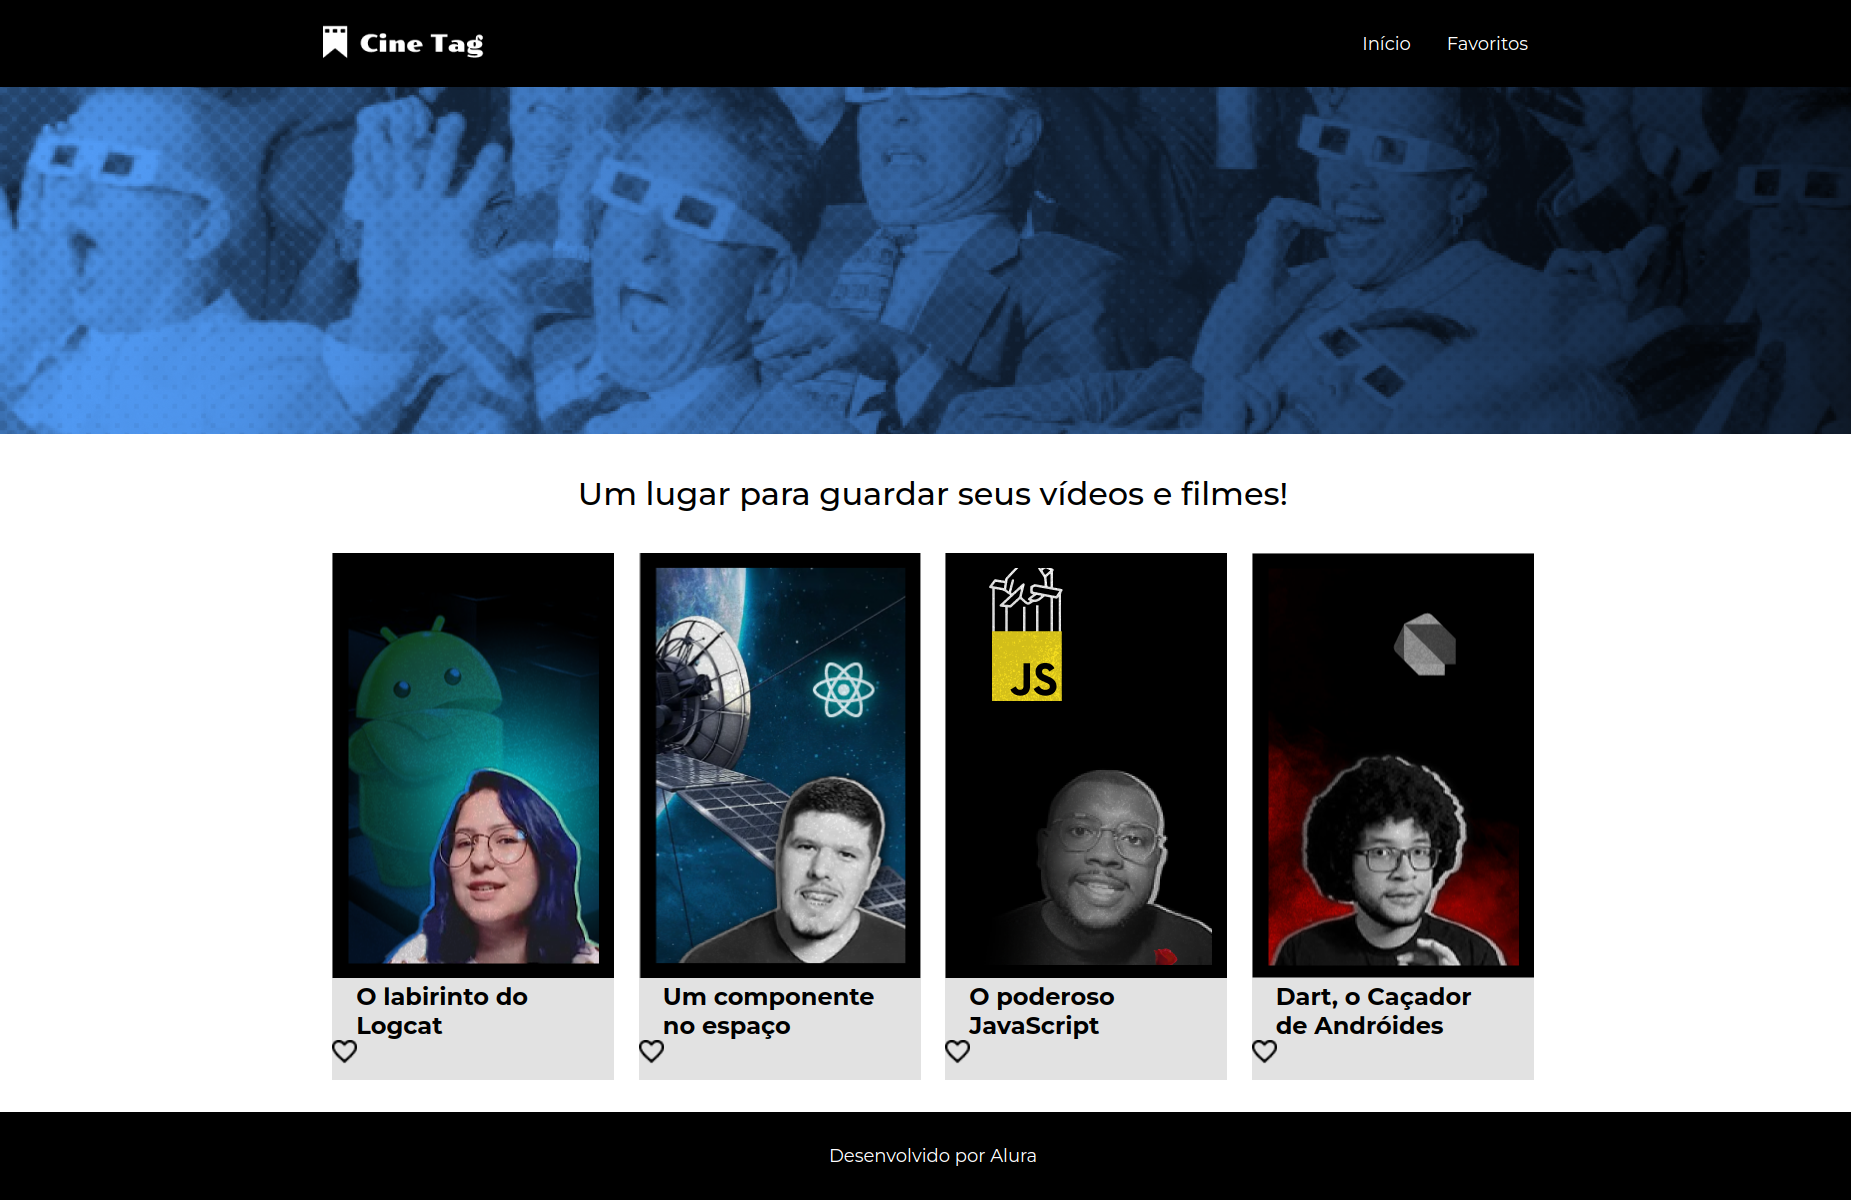 Cine Tag
Início Favoritos
Um lugar para guardar seus vídeos e filmes!
JS
O labirinto do
Logcat
Um componente
no espaço
O poderoso
JavaScript
Dart, o Caçador
de Andróides
Desenvolvido por Alura